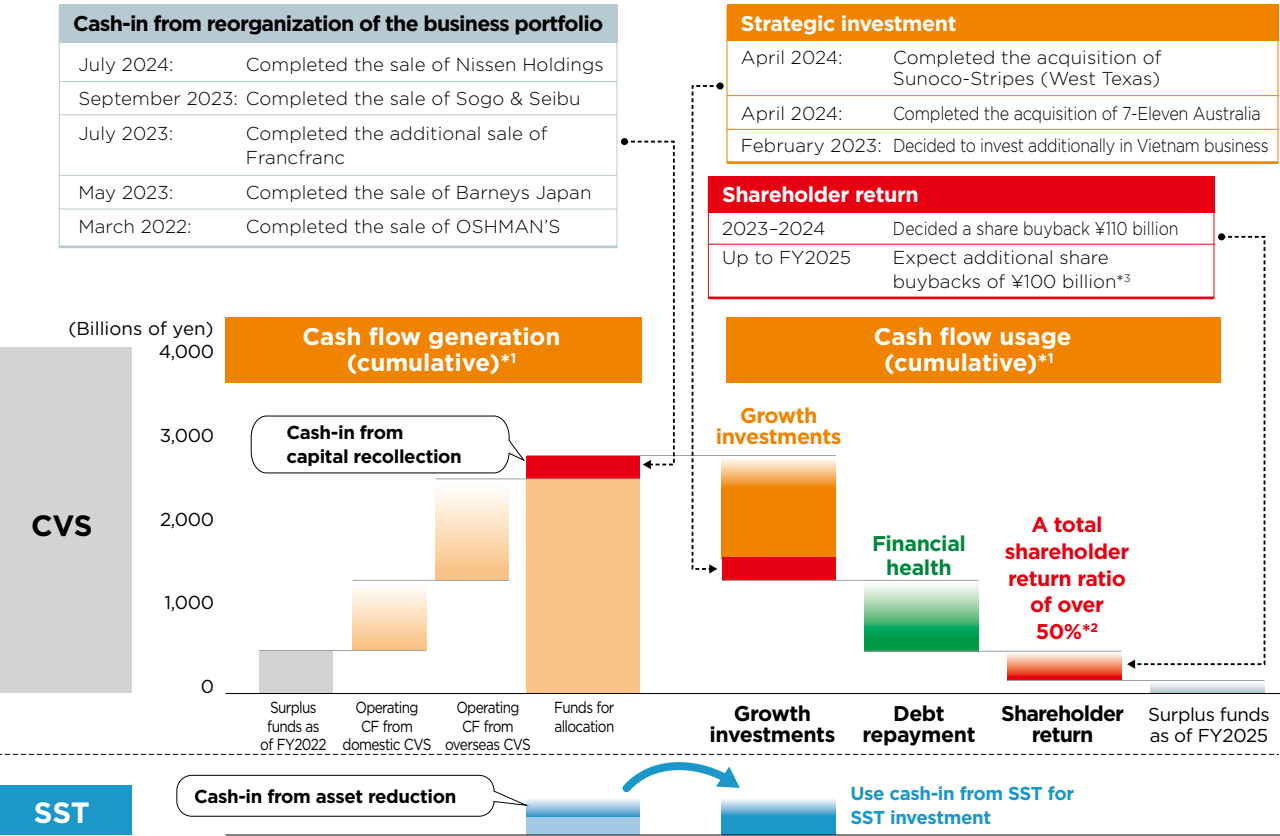 Cash-in from reorganization of the business portfolio
July 2024: Completed the sale of Nissen Holdings
September 2023: Completed the sale of Sogo & Seibu
July 2023: Completed the additional sale of
Francfranc
May 2023: Completed the sale of Barneys Japan
March 2022: Completed the sale of OSHMAN'S
Strategic investment
April 2024: Completed the acquisition of
Sunoco-Stripes (West Texas)
April 2024: Completed the acquisition of 7-Eleven Australia
February 2023: Decided to invest additionally in Vietnam business
Shareholder return
2023–2024 Decided a share buyback ¥110 billion
Up to FY2025 Expect additional share
buybacks of ¥100 billion*3
(Billions of yen)
4,000
3,000
2,000
1,000
0
CVS
Cash flow generation
(cumulative)*1
Cash-in from
capital recollection
Surplus
funds as
of FY2022
Operating
CF from
domestic CVS
Operating
CF from
overseas CVS
Funds for
allocation
Cash flow usage
(cumulative)*1
Growth
investments
Financial
health
A total
shareholder
return ratio
of over
50%*2
Growth
investments
Debt
repayment
Shareholder
return
Surplus funds
as of FY2025
SST
Cash-in from asset reduction
Use cash-in from SST for
SST investment